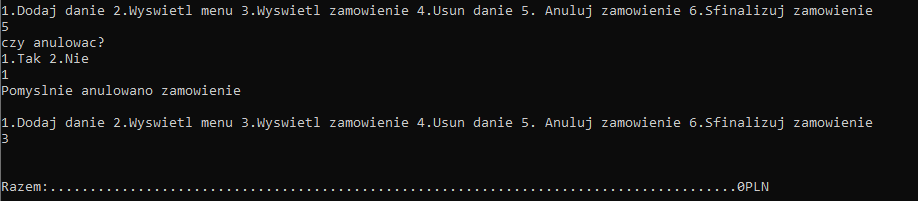 1.Dodaj danie 2.Wyswietl menu 3.Wyswietl zamowienie 4.Usun danie 5. Anuluj zamowienie 6.Sfinalizuj zamowienie
5
czy anulowac?
1.Tak 2.Nie
1
Pomyslnie anulowano zamowienie
1.Dodaj danie 2.Wyswietl menu 3.Wyswietl zamowienie 4.Usun danie 5. Anuluj zamowienie 6.Sfinalizuj zamowienie
3
Razem:......................................................................................0PLN